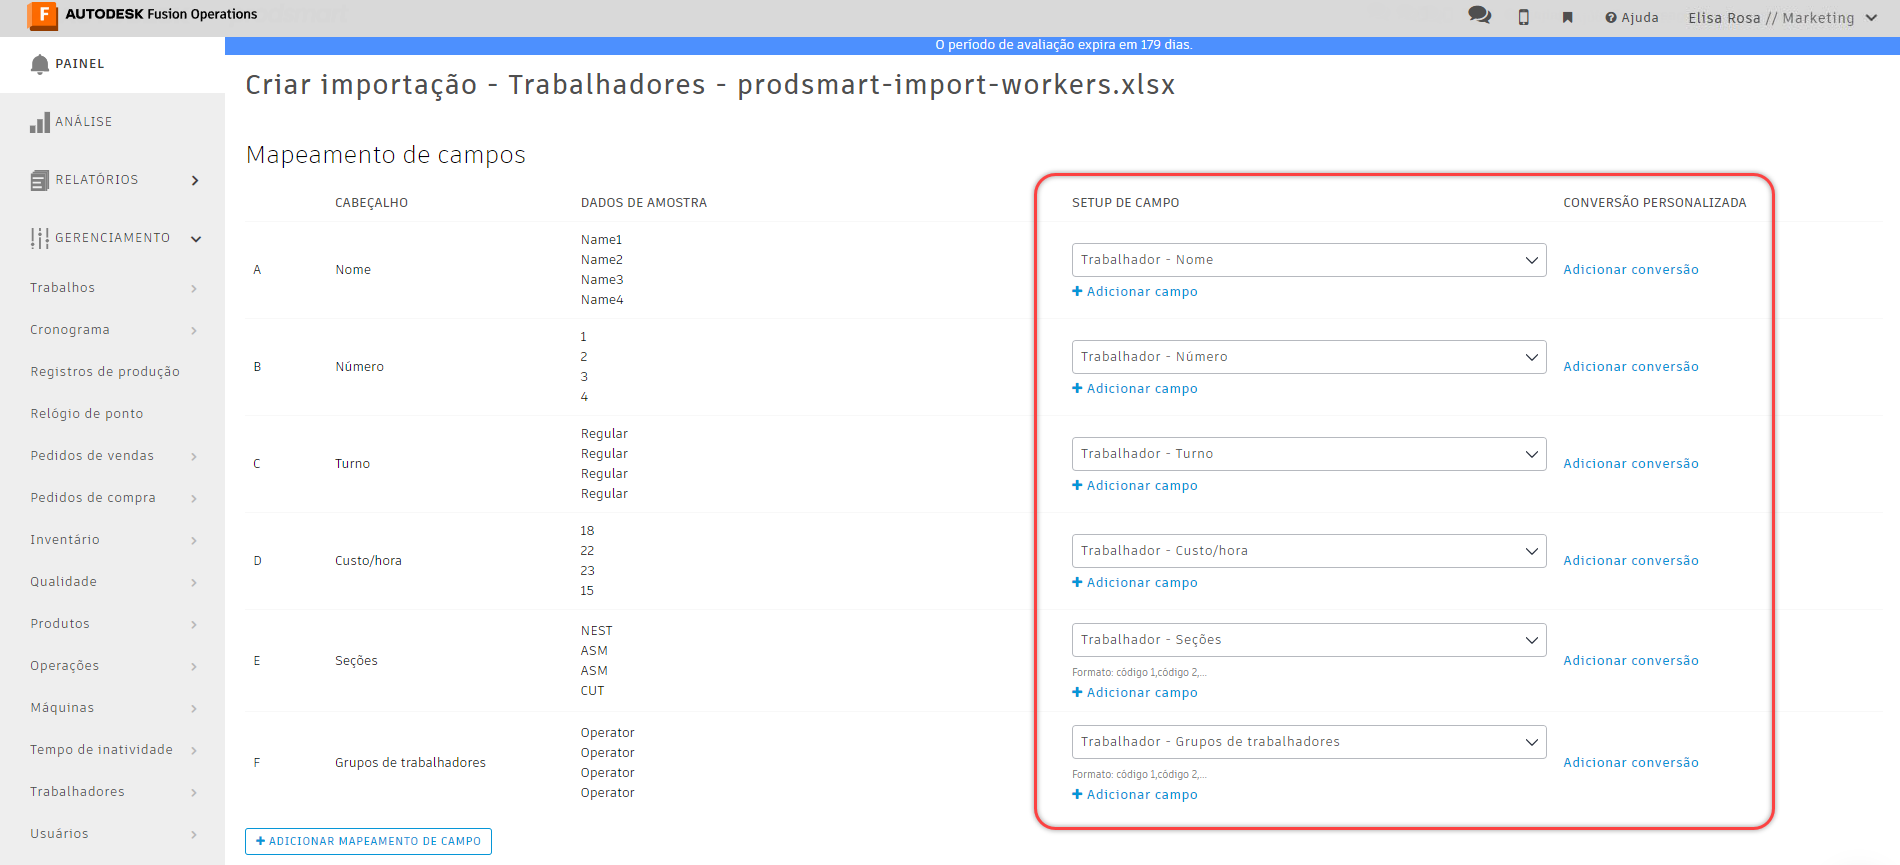 AUTODESK Fusion Operations
Ajuda
Elisa Rosa // Marketing
PAINEL
ANÁLISE
RELATÓRIOS
GERENCIAMENTO
Trabalhos
Cronograma
Registros de produção
Relógio de ponto
Pedidos de vendas
Pedidos de compra
Inventário
Qualidade
Produtos
Operações
Máquinas
Tempo de inatividade
Trabalhadores
Usuários
O período de avaliação expira em 179 dias.
Criar importação - Trabalhadores - prodsmart-import-workers.xlsx
Mapeamento de campos
CABEÇALHO DADOS DE AMOSTRA SETUP DE CAMPO CONVERSÃO PERSONALIZADA
A
Nome
Name1
Name2
Name3
Name4
Trabalhador - Nome
+ Adicionar campo
Adicionar conversão
B
Número
1
2
3
4
Trabalhador - Número
+ Adicionar campo
Adicionar conversão
C
Turno
Regular
Regular
Regular
Regular
Trabalhador - Turno
+ Adicionar campo
Adicionar conversão
D
Custo/hora
18
22
23
15
Trabalhador - Custo/hora
+ Adicionar campo
Adicionar conversão
E
Seções
NEST
ASM
ASM
CUT
Trabalhador - Seções
Formato: código 1,código 2,...
+ Adicionar campo
Adicionar conversão
F
Grupos de trabalhadores
Operator
Operator
Operator
Operator
Trabalhador - Grupos de trabalhadores
Formato: código 1,código 2,...
+ Adicionar campo
Adicionar conversão
+ ADICIONAR MAPEAMENTO DE CAMPO